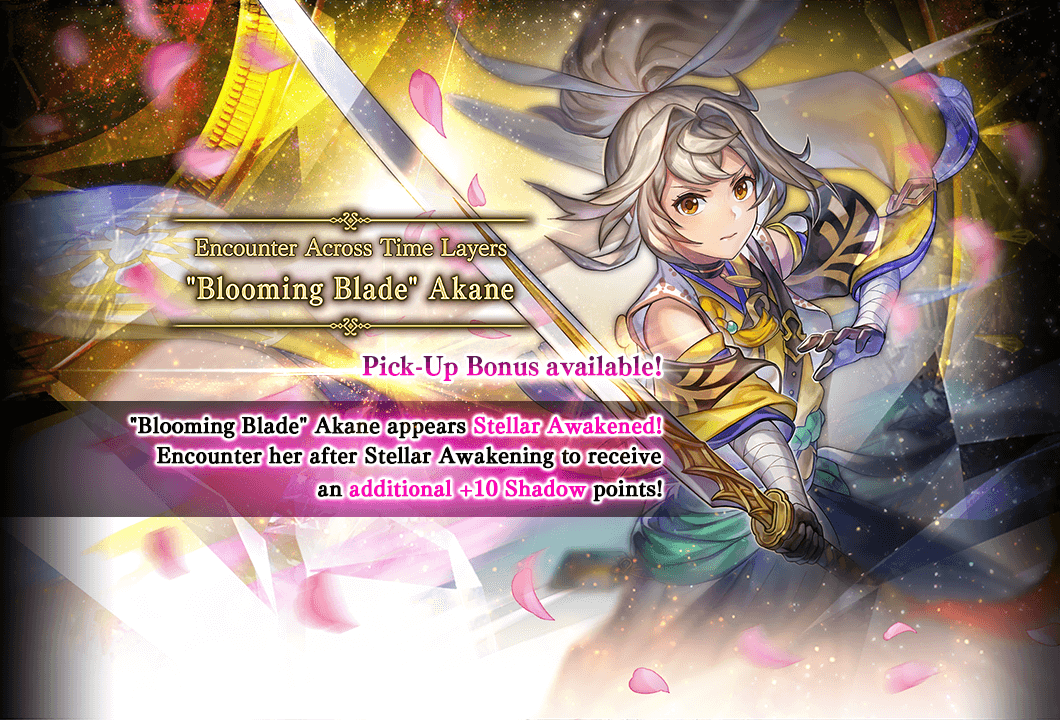 Encounter Across Time Layers
"Blooming Blade" Akane
Pick-Up Bonus available!
"Blooming Blade" Akane appears Stellar Awakened!
Encounter her after Stellar Awakening to receive
an additional +10 Shadow points!